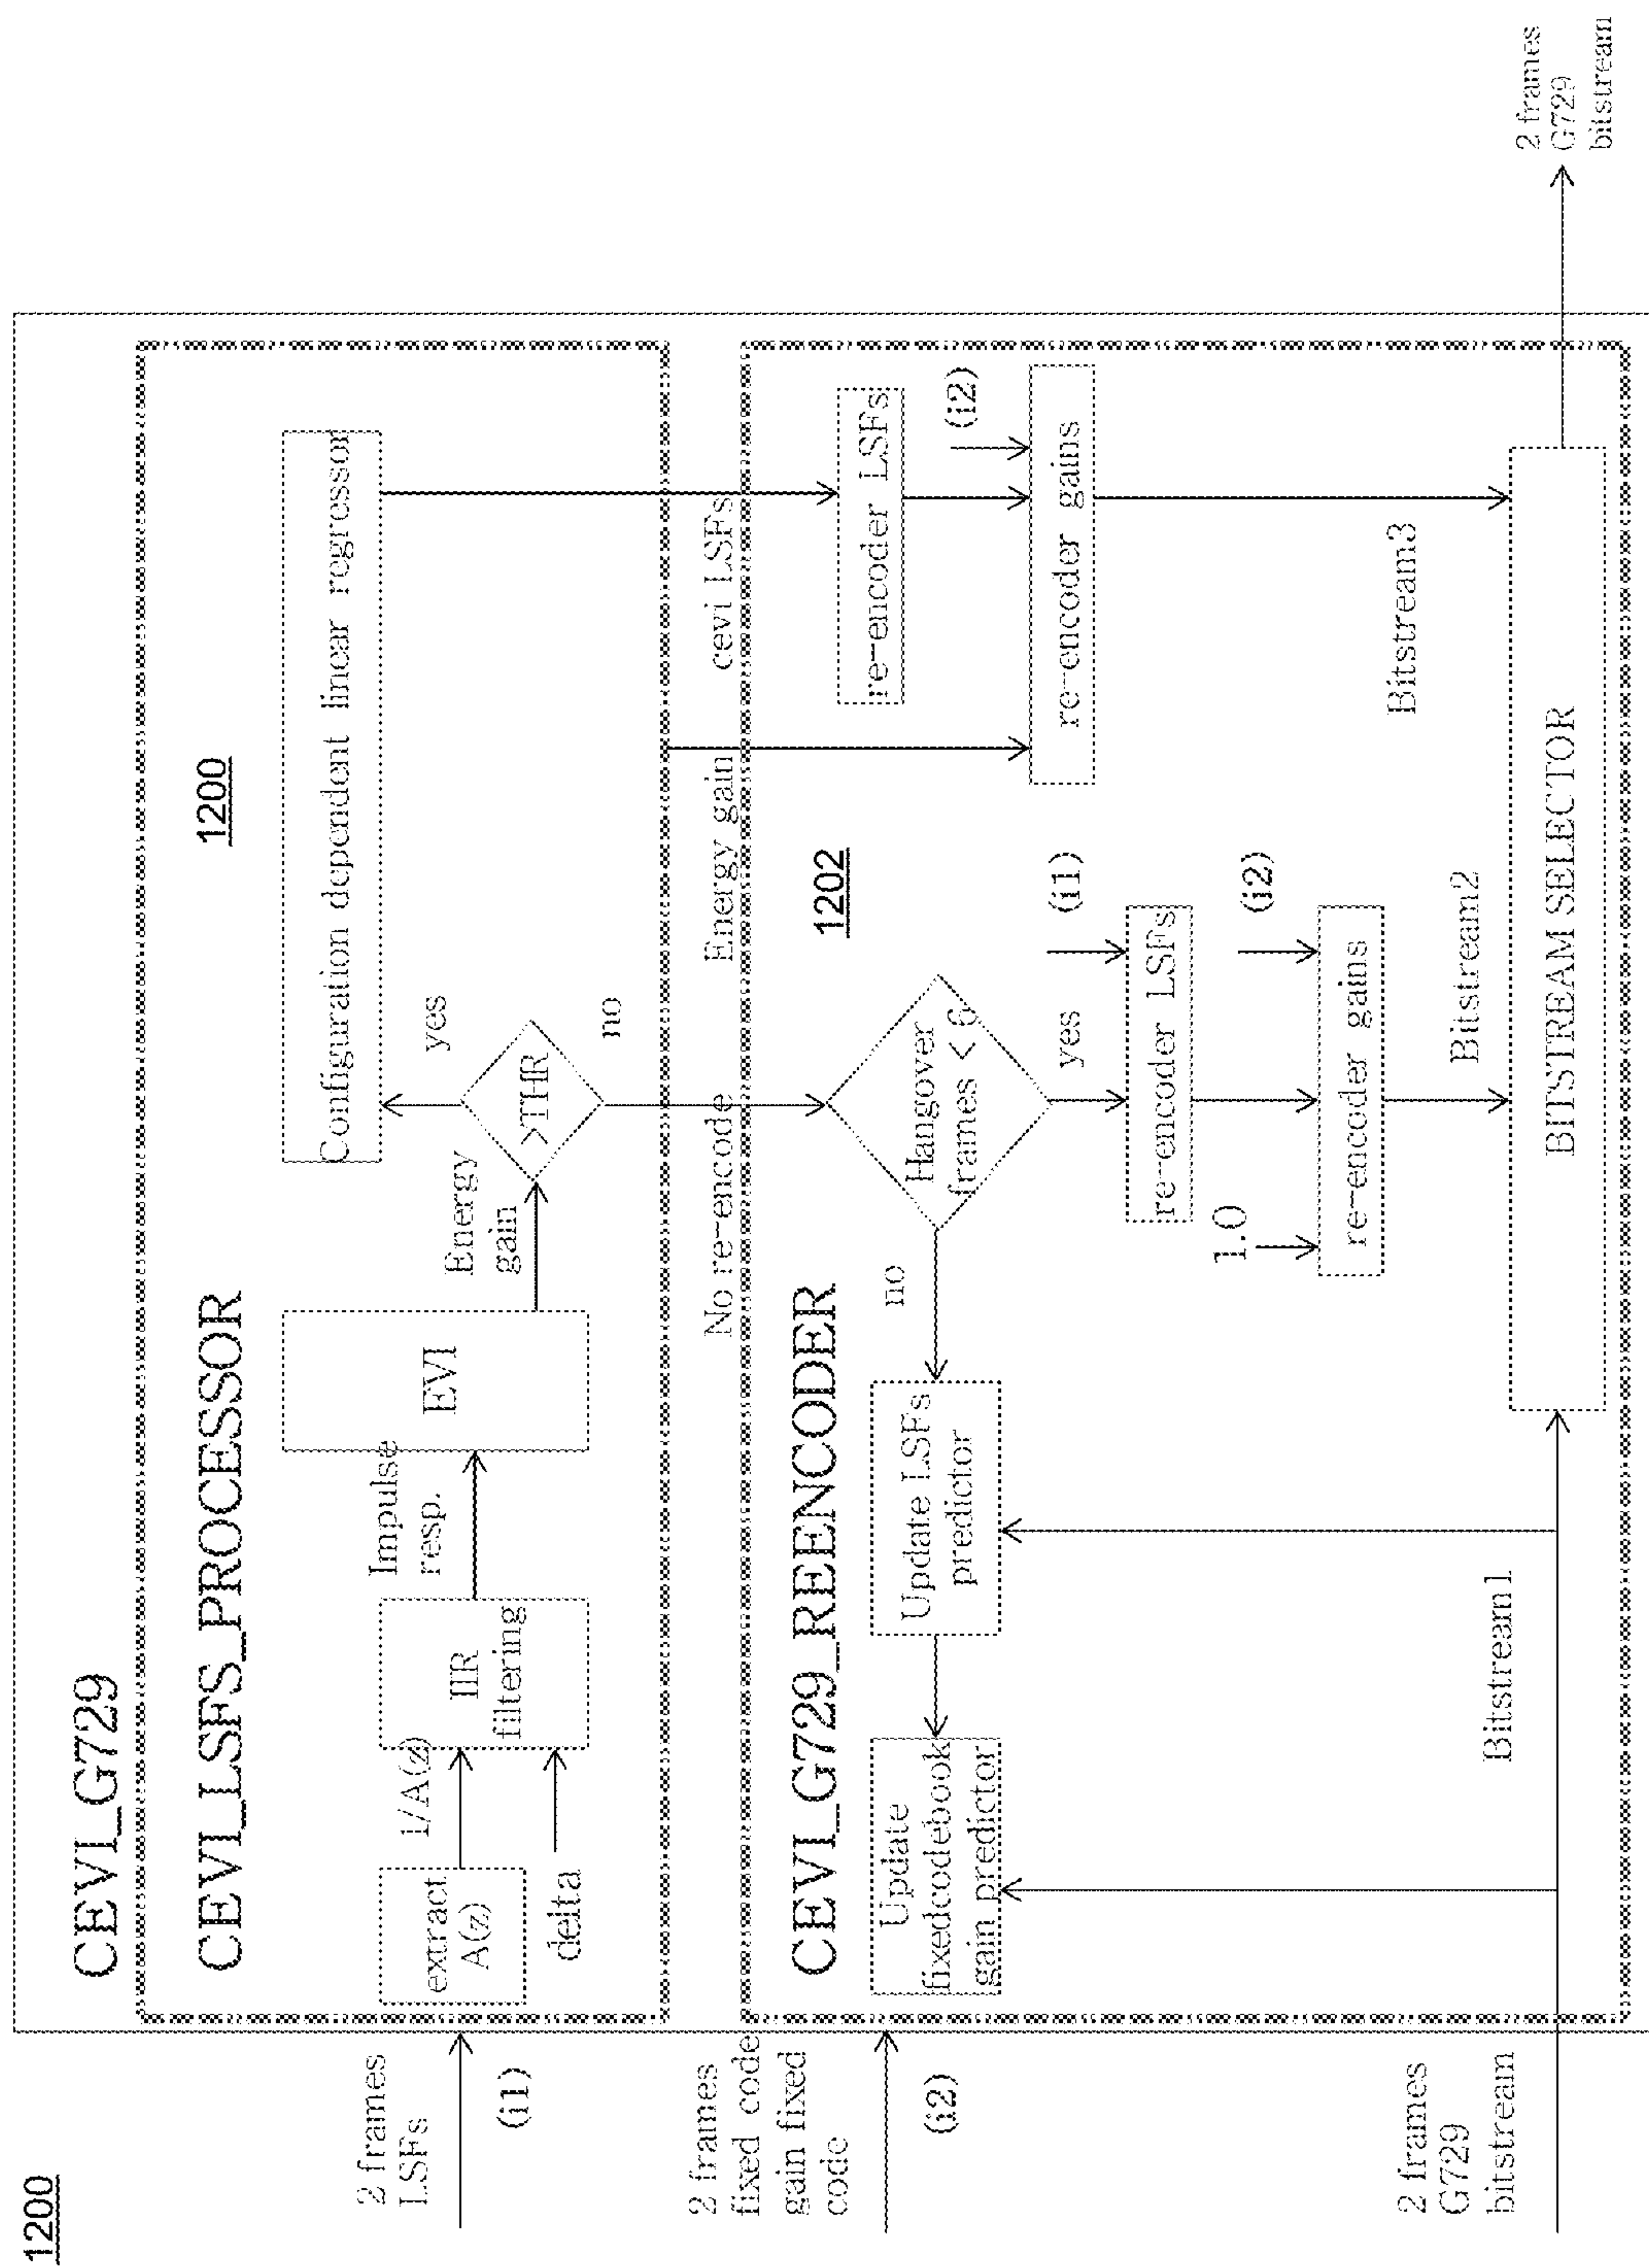 1200
CEVI_G729
CEVI_LSFS_PROCESSOR
1200
2 frames
LSFs
(i1)
extract
A(z)
1/A(z)
delta
IIR
filtering
Impulse
resp.
EVI
Energy
gain
>THR
yes
no
Configuration dependent linear regressor
No re-encode
Energy gain
cevi LSFs
2 frames
fixed code
gain fixed
code
(i2)
CEVI_G729_REENCODER
1202
Update
fixedcodebook
gain predictor
Update LSFs
predictor
no
Hangover
frames < 6
yes
(i1)
re-encoder LSFs
1.0
(i2)
re-encoder gains
Bitstream2
re-encoder LSFs
(i2)
re-encoder gains
Bitstream3
Bitstream1
BITSTREAM SELECTOR
2 frames
G729
bitstream
2 frames
G729
bitstream